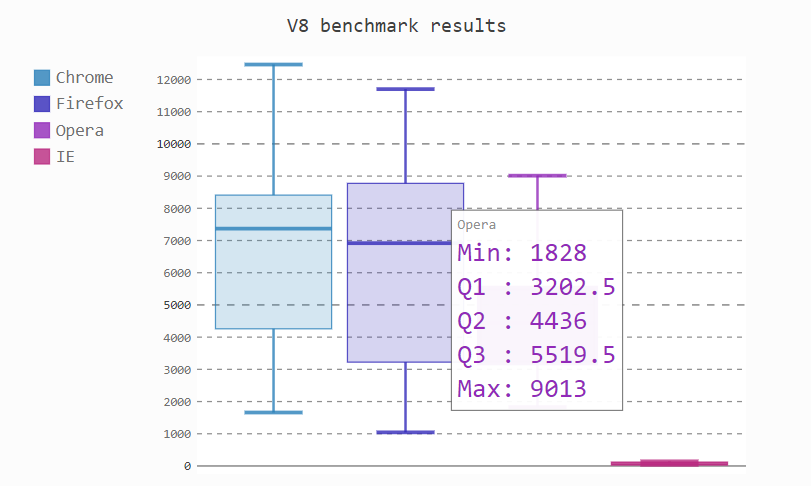 V8 benchmark results
Chrome
Firefox
Opera
IE
12000
11000
10000
9000
8000
7000
6000
5000
4000
3000
2000
1000
0
Opera
Min: 1828
Q1 : 3202.5
Q2 : 4436
Q3 : 5519.5
Max: 9013